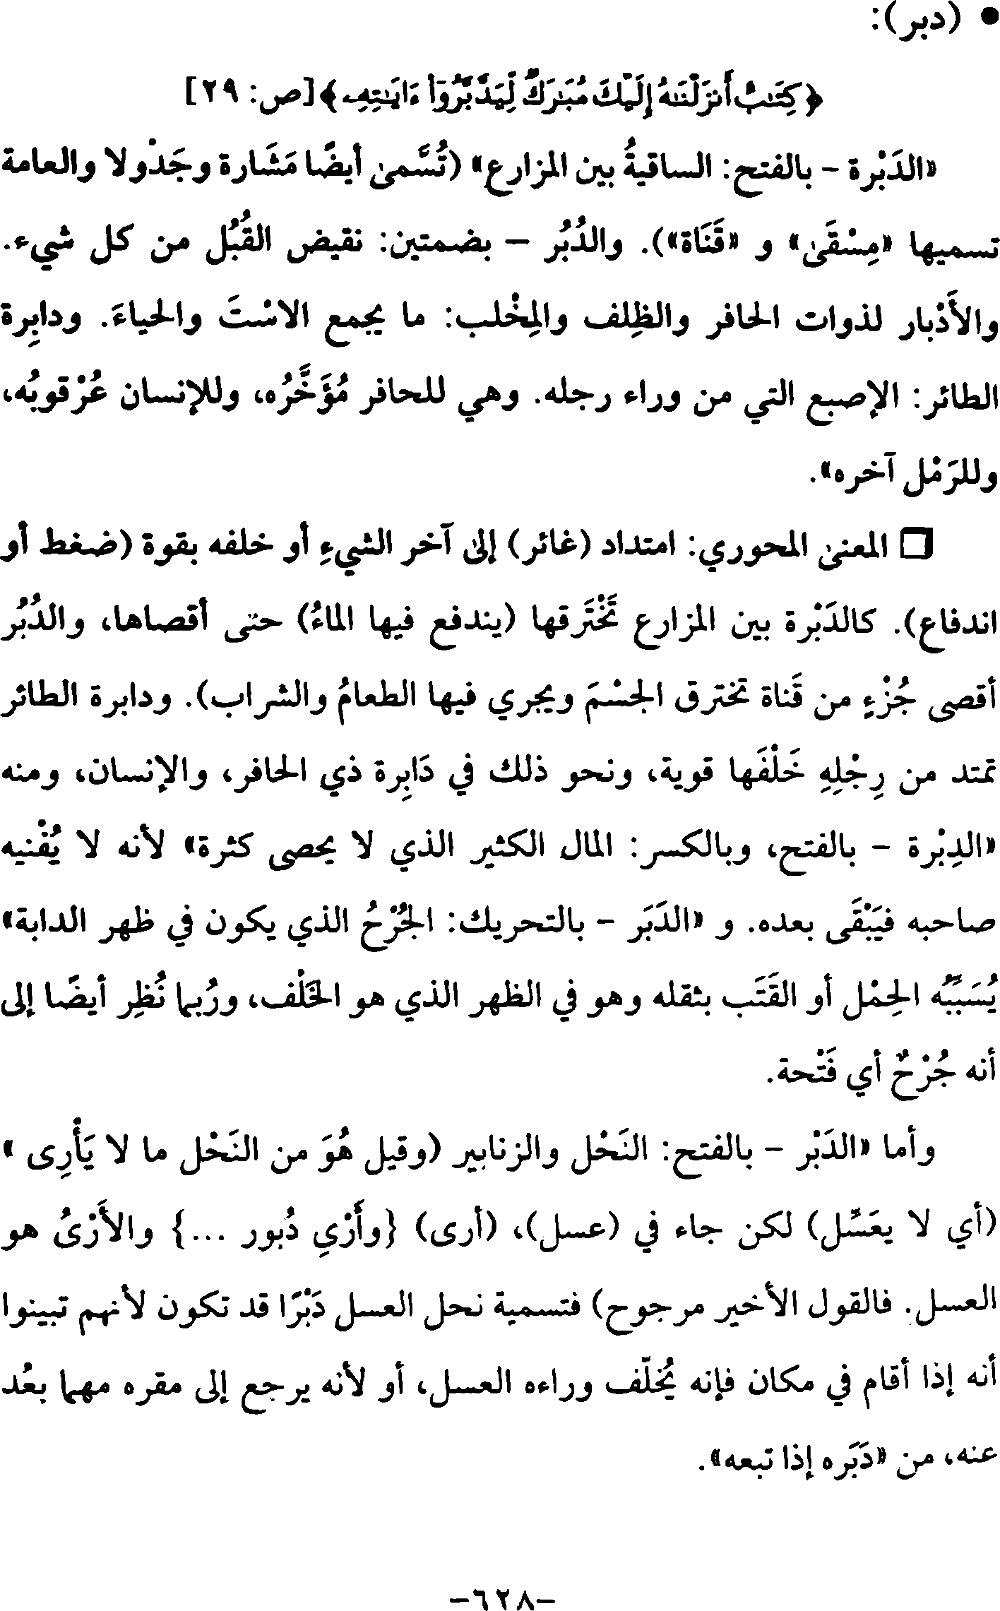 • (دبر):
﴿كِتَٰبٌ أَنزَلْنَٰهُ إِلَيْكَ مُبَٰرَكٌ لِّيَدَّبَّرُوٓا۟ ءَايَٰتِهِۦ﴾ [ص: ٢٩]
«الدَبْرة – بالفتح: الساقيةُ بين المزارع» (تُسَّمىٰ أيضًا مَشَارة وجَدْولا والعامة
تسميها «مِسْقَىٰ» و «قَنَاة»). والدُبُر – بضمتين: نقيض القُبُل من كل شيء.
والأَدْبار لذوات الحافر والظِلف والمِخْلب: ما يجمع الاسْتَ والحياءَ. ودابِرة
الطائر: الإصبع التي من وراء رجله. وهي للحافر مُؤَخَّرُه، وللإنسان عُرْقوبُه،
وللرَمْل آخره».
❏ المعنىٰ المحوري: امتداد (غائر) إلىٰ آخر الشيءِ أو خلفه بقوة (ضغط أو
اندفاع). كالدَبْرة بين المزارع تَخْتَرقها (يندفع فيها الماءُ) حتى أقصاها، والدُبُر
أقصى جُزْءٍ من قَناة تخترق الجسْمَ ويجري فيها الطعامُ والشراب). ودابرة الطائر
تمتد من رِجْلِهِ خَلْفَها قوية، ونحو ذلك في دَابِرة ذي الحافر، والإنسان، ومنه
«الدِبْرة – بالفتح، وبالكسر: المال الكثير الذي لا يحصى كثرة» لأنه لا يُفْنيه
صاحبه فيَبْقَى بعده. و «الدَبَر – بالتحريك: الجُرْحُ الذي يكون في ظهر الدابة»
يُسَبِّبُه الحِمْل أو القَتَب بثقله وهو في الظهر الذي هو الخَلْف، ورُبما نُظِر أيضًا إلى
أنه جُرْحٌ أي فَتْحة.
وأما «الدَبْر – بالفتح: النَحْل والزنابير (وقيل هُوَ من النَحْل ما لا يَأْرِى »
(أي لا يعَسِّل) لكن جاء في (عسل)، (أرى) {وأَرْيِ دُبور ...} والأَرْىُ هو
العسل. فالقول الأخير مرجوح) فتسمية نحل العسل دَبْرًا قد تكون لأنهم تبينوا
أنه إذا أقام في مكان فإنه يُخلّف وراءه العسل، أو لأنه يرجع إلى مقره مهما بعُد
عنه، من «دَبَره إذا تبعه».
-٦٢٨-